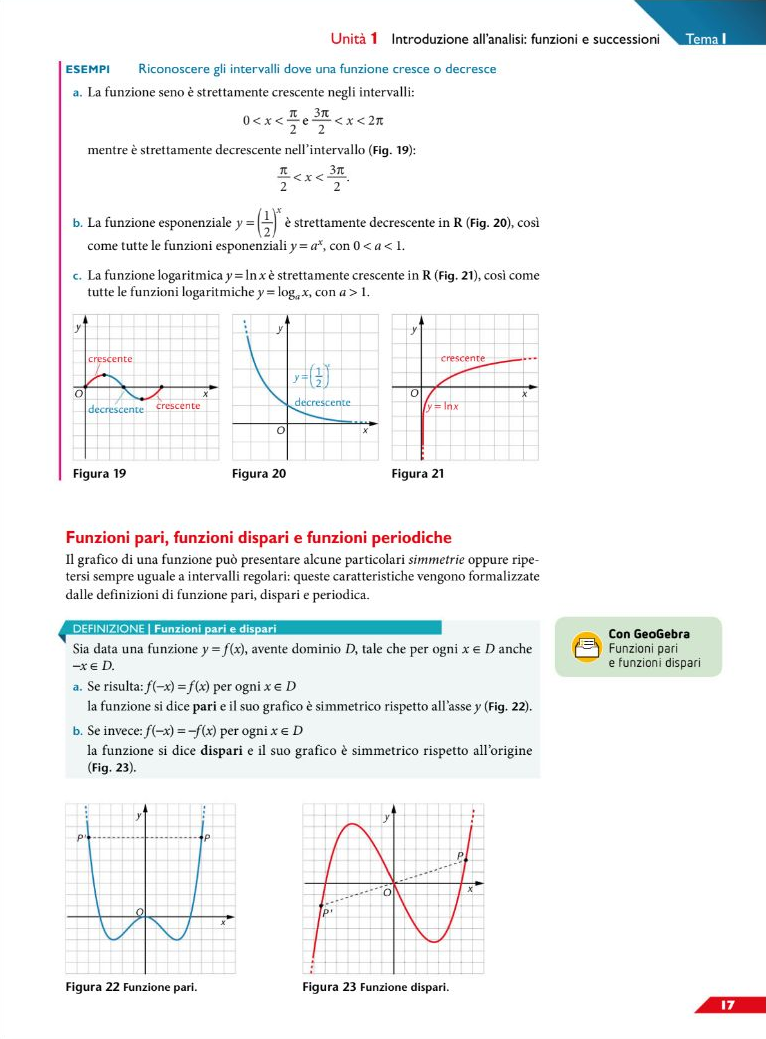 Unità 1 Introduzione all'analisi: funzioni e successioni Tema I
ESEMPI Riconoscere gli intervalli dove una funzione cresce o decresce
a. La funzione seno è strettamente crescente negli intervalli:
0 < x < π/2 e 3π/2 < x < 2π
mentre è strettamente decrescente nell'intervallo (Fig. 19):
π/2 < x < 3π/2.
b. La funzione esponenziale y = (1/2)^x è strettamente decrescente in R (Fig. 20), così
come tutte le funzioni esponenziali y = a^x, con 0 < a < 1.
c. La funzione logaritmica y = ln x è strettamente crescente in R (Fig. 21), così come
tutte le funzioni logaritmiche y = log_a x, con a > 1.
y
crescente
O
x
decrescente
crescente
y
y = (1/2)^x
decrescente
O
x
y
crescente
O
x
y = ln x
Figura 19
Figura 20
Figura 21
Funzioni pari, funzioni dispari e funzioni periodiche
Il grafico di una funzione può presentare alcune particolari simmetrie oppure ripe-
tersi sempre uguale a intervalli regolari: queste caratteristiche vengono formalizzate
dalle definizioni di funzione pari, dispari e periodica.
DEFINIZIONE | Funzioni pari e dispari
Sia data una funzione y = f(x), avente dominio D, tale che per ogni x ∈ D anche
−x ∈ D.
a. Se risulta: f(−x) = f(x) per ogni x ∈ D
la funzione si dice pari e il suo grafico è simmetrico rispetto all'asse y (Fig. 22).
b. Se invece: f(−x) = −f(x) per ogni x ∈ D
la funzione si dice dispari e il suo grafico è simmetrico rispetto all'origine
(Fig. 23).
Con GeoGebra
Funzioni pari
e funzioni dispari
y
P'
P
O
x
y
P
O
x
P'
Figura 22 Funzione pari.
Figura 23 Funzione dispari.
17